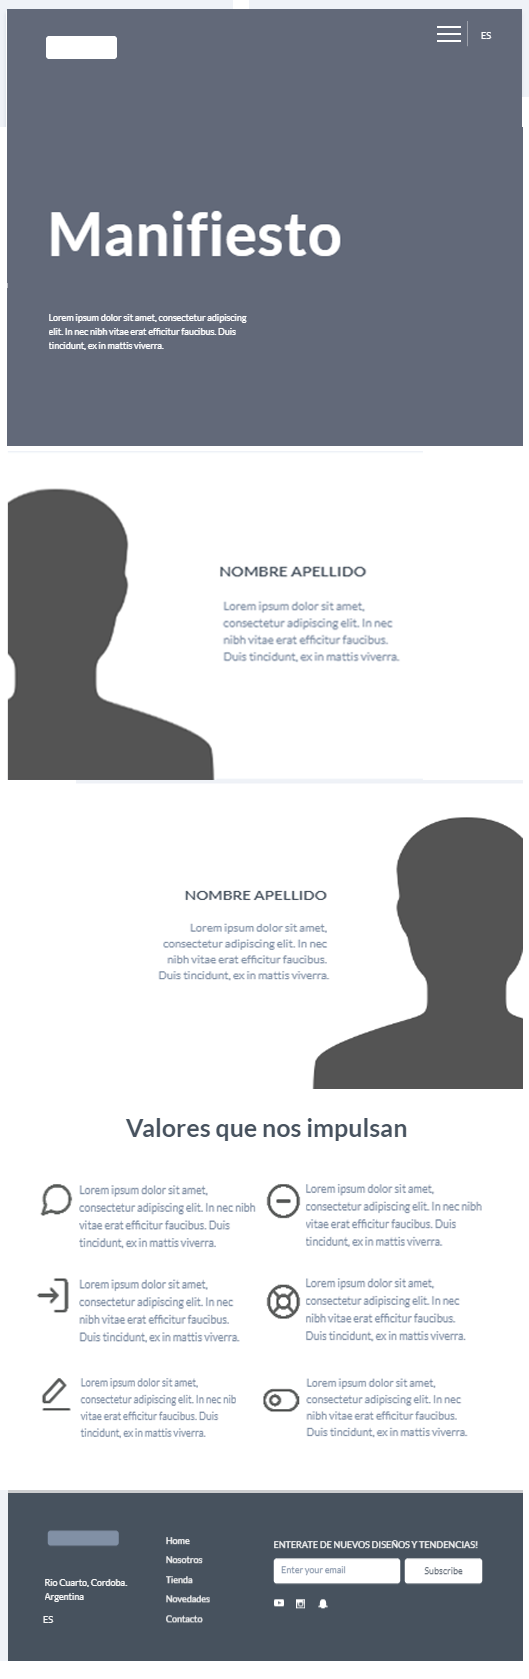 ES
Manifiesto
Lorem ipsum dolor sit amet, consectetur adipiscing
elit. In nec nibh vitae erat efficitur faucibus. Duis
tincidunt, ex in mattis viverra.
NOMBRE APELLIDO
Lorem ipsum dolor sit amet,
consectetur adipiscing elit. In nec
nibh vitae erat efficitur faucibus.
Duis tincidunt, ex in mattis viverra.
NOMBRE APELLIDO
Lorem ipsum dolor sit amet,
consectetur adipiscing elit. In nec
nibh vitae erat efficitur faucibus.
Duis tincidunt, ex in mattis viverra.
Valores que nos impulsan
Lorem ipsum dolor sit amet,
consectetur adipiscing elit. In nec nibh
vitae erat efficitur faucibus. Duis
tincidunt, ex in mattis viverra.
Lorem ipsum dolor sit amet,
consectetur adipiscing elit. In nec nibh
vitae erat efficitur faucibus. Duis
tincidunt, ex in mattis viverra.
Lorem ipsum dolor sit amet,
consectetur adipiscing elit. In nec
nibh vitae erat efficitur faucibus.
Duis tincidunt, ex in mattis viverra.
Lorem ipsum dolor sit amet,
consectetur adipiscing elit. In nec
nibh vitae erat efficitur faucibus.
Duis tincidunt, ex in mattis viverra.
Lorem ipsum dolor sit amet,
consectetur adipiscing elit. In nec nib
vitae erat efficitur faucibus. Duis
tincidunt, ex in mattis viverra.
Lorem ipsum dolor sit amet,
consectetur adipiscing elit. In nec
nibh vitae erat efficitur faucibus.
Duis tincidunt, ex in mattis viverra.
Rio Cuarto, Cordoba.
Argentina
ES
Home
Nosotros
Tienda
Novedades
Contacto
ENTERATE DE NUEVOS DISEÑOS Y TENDENCIAS!
Enter your email
Subscribe